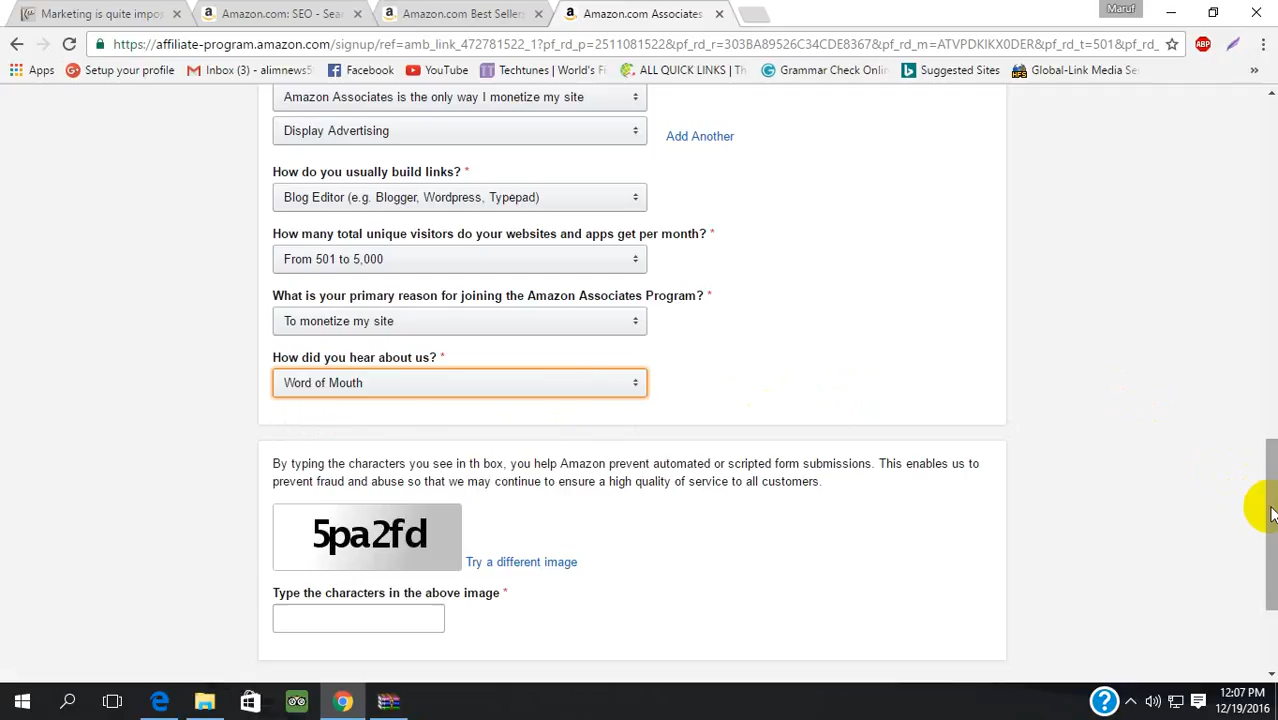 Marketing is quite impos
Amazon.com: SEO - Sea
Amazon.com Best Seller
Amazon.com Associates
Maruf
https://affiliate-program.amazon.com/signup/ref=amb_link_472781522_1?pf_rd_p=2511081522&pf_rd_r=303BA89526C34CDE8367&pf_rd_m=ATVPDKIKX0DER&pf_rd_t=501&pf_rd_
ABP
Apps
Setup your profile
Inbox (3) - alimnews
Facebook
YouTube
Techtunes | World's Fi
ALL QUICK LINKS | Th
Grammar Check Onlin
Suggested Sites
Global-Link Media Se
Amazon Associates is the only way I monetize my site
Display Advertising
Add Another
How do you usually build links? *
Blog Editor (e.g. Blogger, Wordpress, Typepad)
How many total unique visitors do your websites and apps get per month? *
From 501 to 5,000
What is your primary reason for joining the Amazon Associates Program? *
To monetize my site
How did you hear about us? *
Word of Mouth
By typing the characters you see in th box, you help Amazon prevent automated or scripted form submissions. This enables us to
prevent fraud and abuse so that we may continue to ensure a high quality of service to all customers.
5pa2fd
Try a different image
Type the characters in the above image *
12:07 PM
12/19/2016